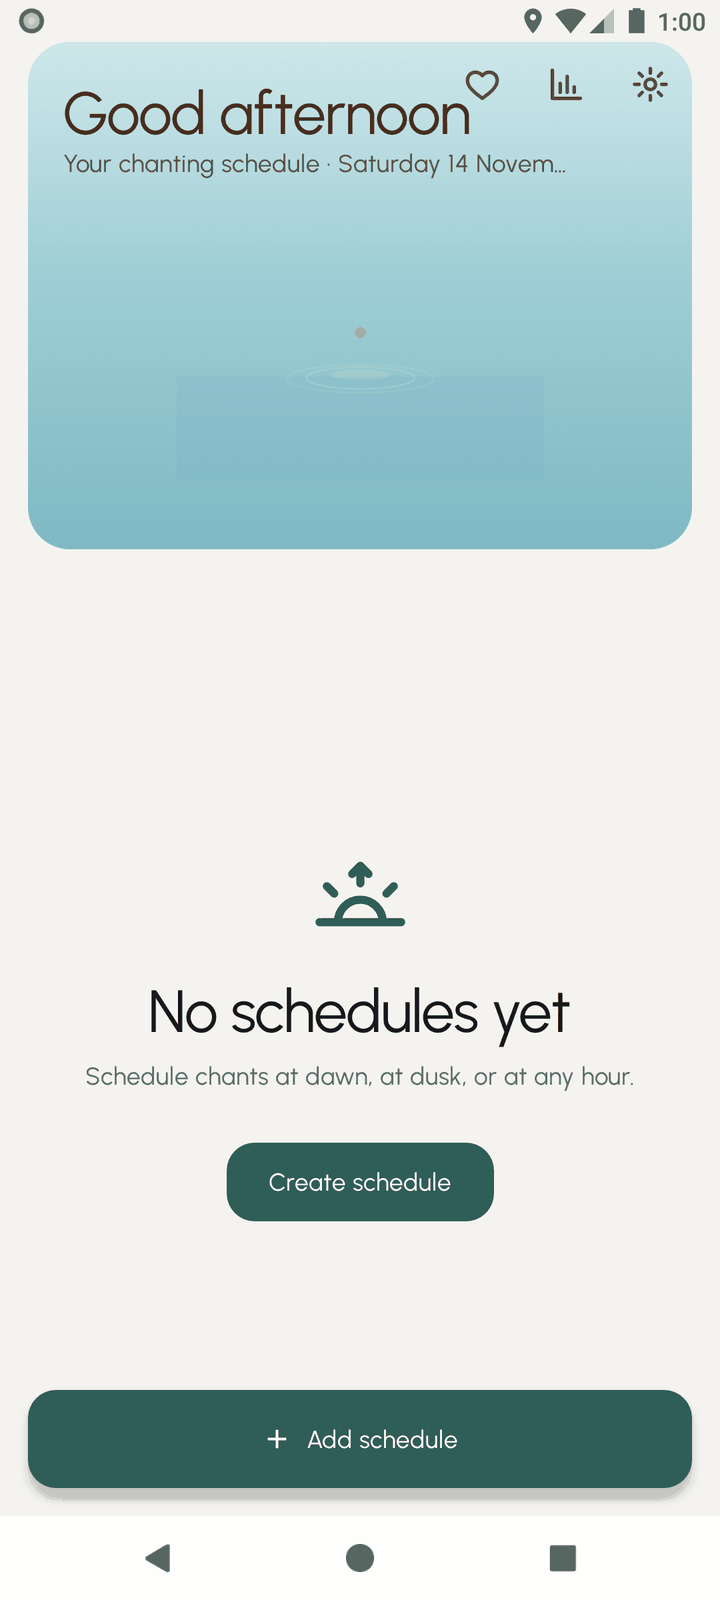 1:00
Good afternoon
Your chanting schedule · Saturday 14 Novem...
No schedules yet
Schedule chants at dawn, at dusk, or at any hour.
Create schedule
+ Add schedule